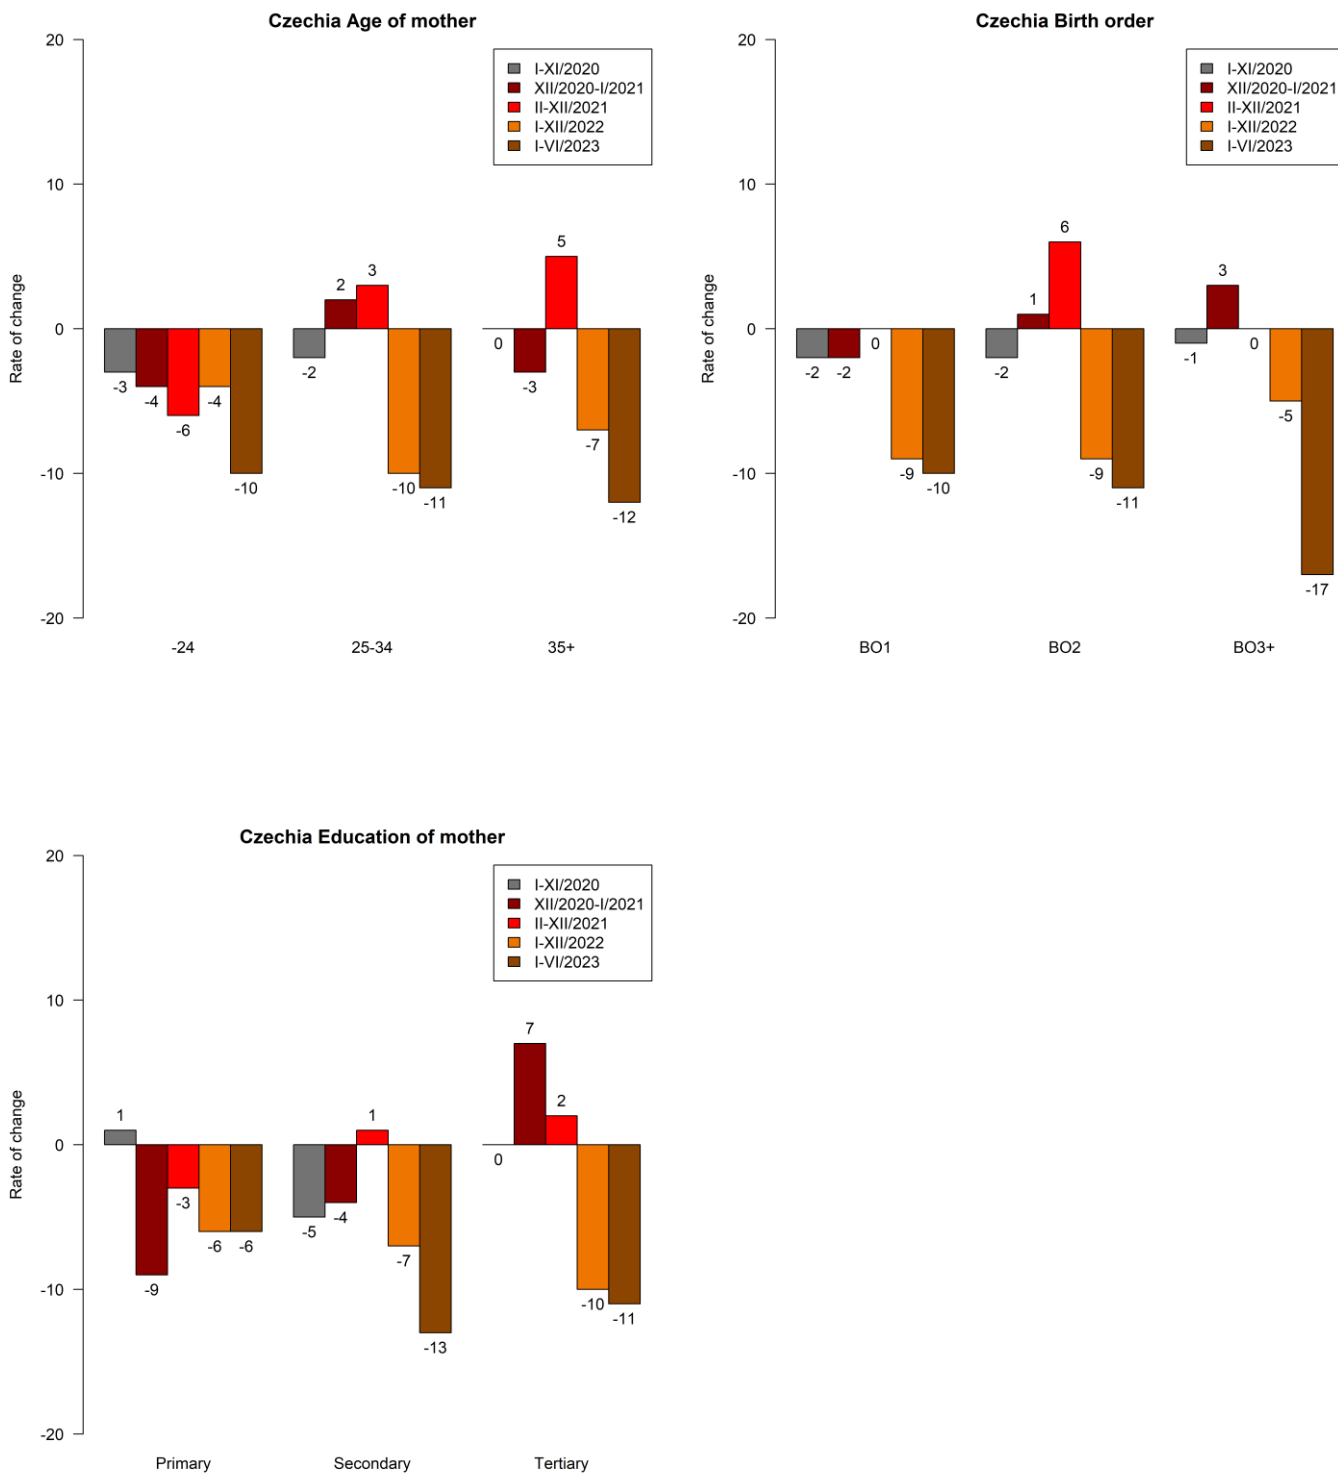 Czechia Age of mother
20
10
0
-10
-20
Rate of change
I-XI/2020
XII/2020-I/2021
II-XII/2021
I-XII/2022
I-VI/2023
-3
-4
-6
-4
-10
-2
2
3
-10
-11
0
-3
5
-7
-12
-24
25-34
35+
Czechia Birth order
20
10
0
-10
-20
Rate of change
I-XI/2020
XII/2020-I/2021
II-XII/2021
I-XII/2022
I-VI/2023
-2
-2
0
-9
-10
-2
1
6
-9
-11
-1
3
0
-5
-17
BO1
BO2
BO3+
Czechia Education of mother
20
10
0
-10
-20
Rate of change
I-XI/2020
XII/2020-I/2021
II-XII/2021
I-XII/2022
I-VI/2023
1
-9
-3
-6
-6
-5
-4
1
-7
-13
0
7
2
-10
-11
Primary
Secondary
Tertiary